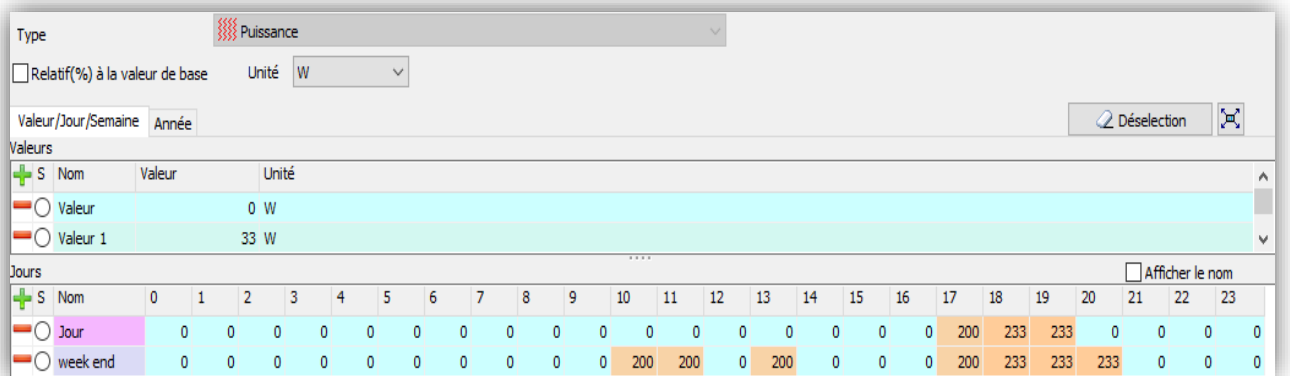 Type Puissance
Relatif(%) à la valeur de base Unité W
Valeur/Jour/Semaine Année Déselection
Valeurs
S Nom Valeur Unité
Valeur 0 W
Valeur 1 33 W
Jours Afficher le nom
S Nom 0 1 2 3 4 5 6 7 8 9 10 11 12 13 14 15 16 17 18 19 20 21 22 23
Jour 0 0 0 0 0 0 0 0 0 0 0 0 0 0 0 0 0 200 233 233 0 0 0 0
week end 0 0 0 0 0 0 0 0 0 0 200 200 0 200 0 0 0 200 233 233 233 0 0 0